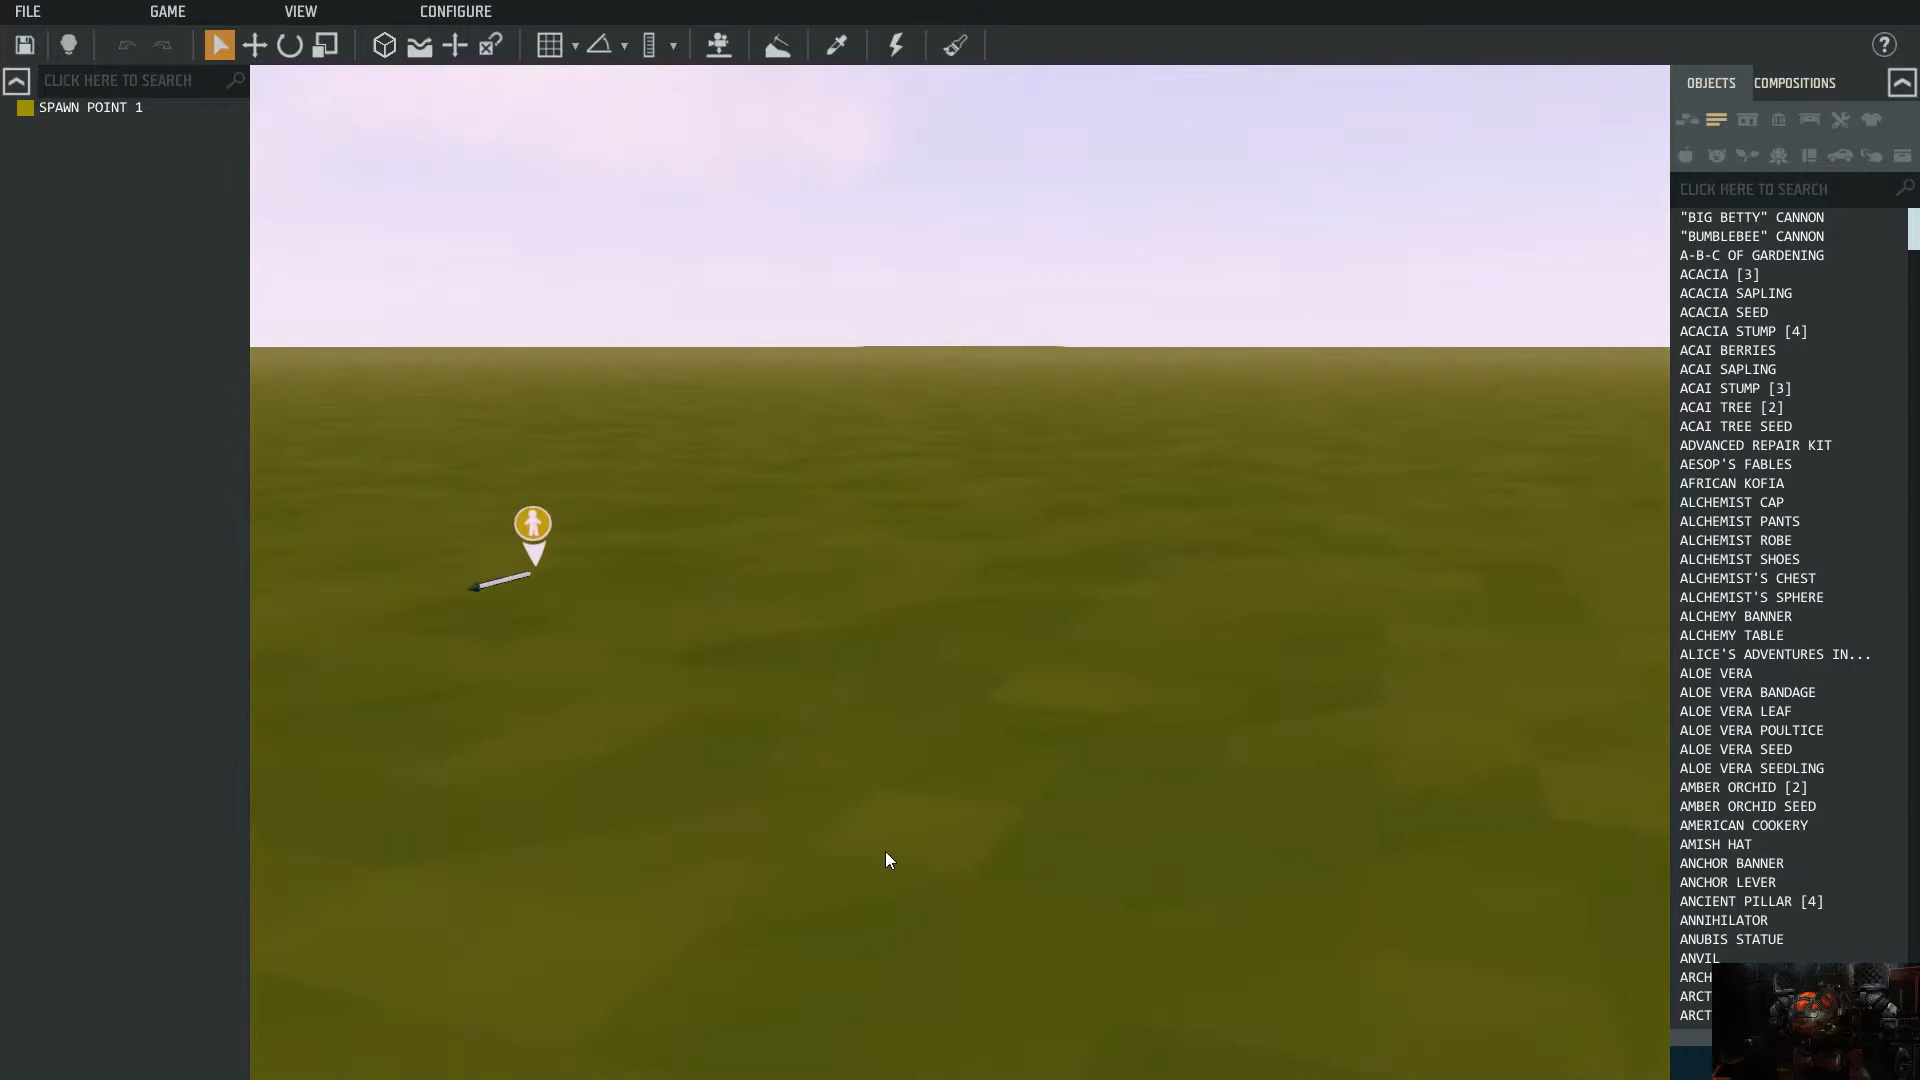 FILE GAME VIEW CONFIGURE
CLICK HERE TO SEARCH
SPAWN POINT 1
OBJECTS COMPOSITIONS
CLICK HERE TO SEARCH
"BIG BETTY" CANNON
"BUMBLEBEE" CANNON
A-B-C OF GARDENING
ACACIA [3]
ACACIA SAPLING
ACACIA SEED
ACACIA STUMP [4]
ACAI BERRIES
ACAI SAPLING
ACAI STUMP [3]
ACAI TREE [2]
ACAI TREE SEED
ADVANCED REPAIR KIT
AESOP'S FABLES
AFRICAN KOFIA
ALCHEMIST CAP
ALCHEMIST PANTS
ALCHEMIST ROBE
ALCHEMIST SHOES
ALCHEMIST'S CHEST
ALCHEMIST'S SPHERE
ALCHEMY BANNER
ALCHEMY TABLE
ALICE'S ADVENTURES IN...
ALOE VERA
ALOE VERA BANDAGE
ALOE VERA LEAF
ALOE VERA POULTICE
ALOE VERA SEED
ALOE VERA SEEDLING
AMBER ORCHID [2]
AMBER ORCHID SEED
AMERICAN COOKERY
AMISH HAT
ANCHOR BANNER
ANCHOR LEVER
ANCIENT PILLAR [4]
ANNIHILATOR
ANUBIS STATUE
ANVIL
ARCH
ARCT
ARCT